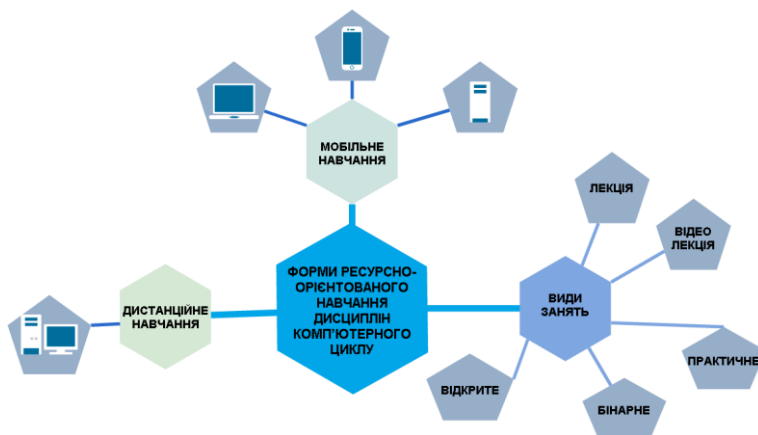 МОБІЛЬНЕ
НАВЧАННЯ
ЛЕКЦІЯ
ВІДЕО
ЛЕКЦІЯ
ФОРМИ РЕСУРСНО-
ОРІЄНТОВАНОГО
НАВЧАННЯ
ДИСЦИПЛІН
КОМП'ЮТЕРНОГО
ЦИКЛУ
ДИСТАНЦІЙНЕ
НАВЧАННЯ
ВИДИ
ЗАНЯТЬ
ПРАКТИЧНЕ
ВІДКРИТЕ
БІНАРНЕ